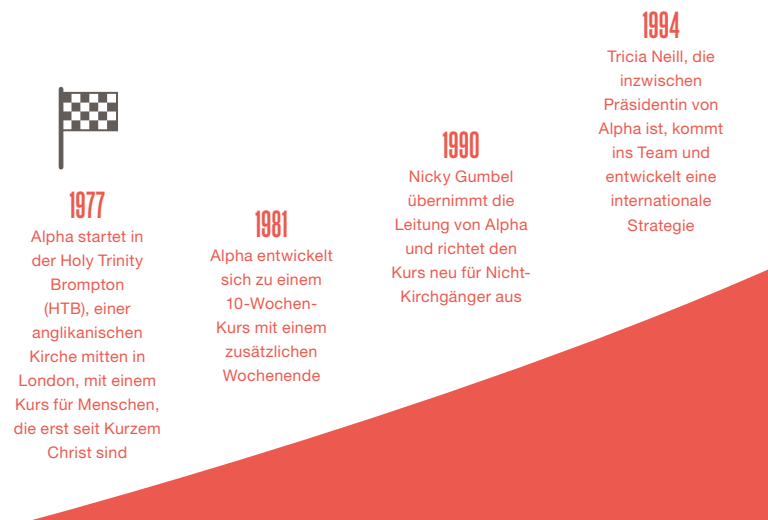 1977
Alpha startet in
der Holy Trinity
Brompton
(HTB), einer
anglikanischen
Kirche mitten in
London, mit einem
Kurs für Menschen,
die erst seit Kurzem
Christ sind
1981
Alpha entwickelt
sich zu einem
10-Wochen-
Kurs mit einem
zusätzlichen
Wochenende
1990
Nicky Gumbel
übernimmt die
Leitung von Alpha
und richtet den
Kurs neu für Nicht-
Kirchgänger aus
1994
Tricia Neill, die
inzwischen
Präsidentin von
Alpha ist, kommt
ins Team und
entwickelt eine
internationale
Strategie